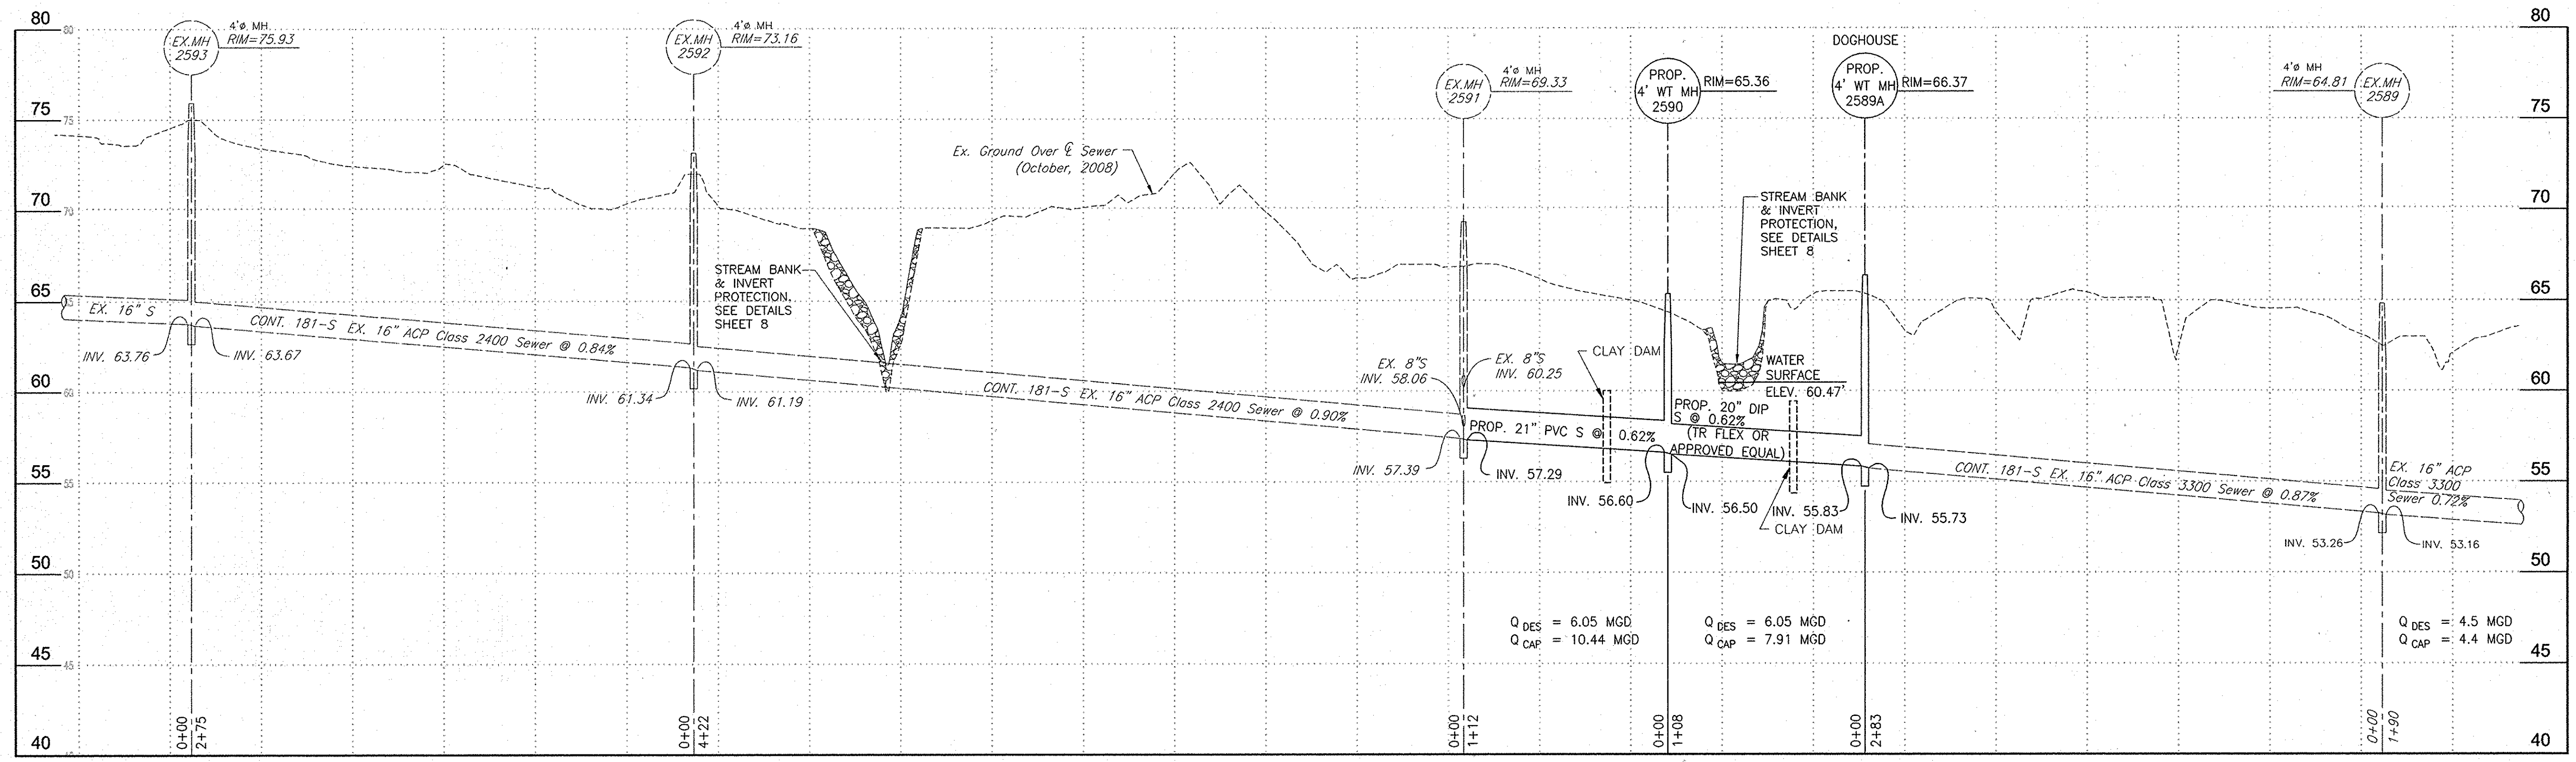 80
80
80
EX.MH
2593
4'ø MH
RIM=75.93
EX.MH
2592
4'ø MH
RIM=73.16
EX.MH
2591
4'ø MH
RIM=69.33
PROP.
4' WT MH
2590
RIM=65.36
DOGHOUSE
PROP.
4' WT MH
2589A
RIM=66.37
4'ø MH
RIM=64.81
EX.MH
2589
75
75
75
Ex. Ground Over ℄ Sewer
(October, 2008)
70
70
70
STREAM BANK
& INVERT
PROTECTION,
SEE DETAILS
SHEET 8
STREAM BANK
& INVERT
PROTECTION,
SEE DETAILS
SHEET 8
65
65
65
EX. 16" S
CONT. 181-S EX. 16" ACP Class 2400 Sewer @ 0.84%
INV. 63.76
INV. 63.67
60
60
60
INV. 61.34
INV. 61.19
CONT. 181-S EX. 16" ACP Class 2400 Sewer @ 0.90%
EX. 8"S
INV. 58.06
EX. 8"S
INV. 60.25
CLAY DAM
WATER
SURFACE
ELEV. 60.47'
PROP. 21" PVC S @ 0.62%
PROP. 20" DIP
S @ 0.62%
(TR FLEX OR
APPROVED EQUAL)
55
55
55
INV. 57.39
INV. 57.29
INV. 56.60
INV. 56.50
INV. 55.83
INV. 55.73
CLAY DAM
CONT. 181-S EX. 16" ACP Class 3300 Sewer @ 0.87%
EX. 16" ACP
Class 3300
Sewer 0.72%
INV. 53.26
INV. 53.16
50
50
50
Q DES = 6.05 MGD
Q CAP = 10.44 MGD
Q DES = 6.05 MGD
Q CAP = 7.91 MGD
Q DES = 4.5 MGD
Q CAP = 4.4 MGD
45
45
45
0+00
2+75
0+00
4+22
0+00
1+12
0+00
1+08
0+00
2+83
0+00
1+90
40
40